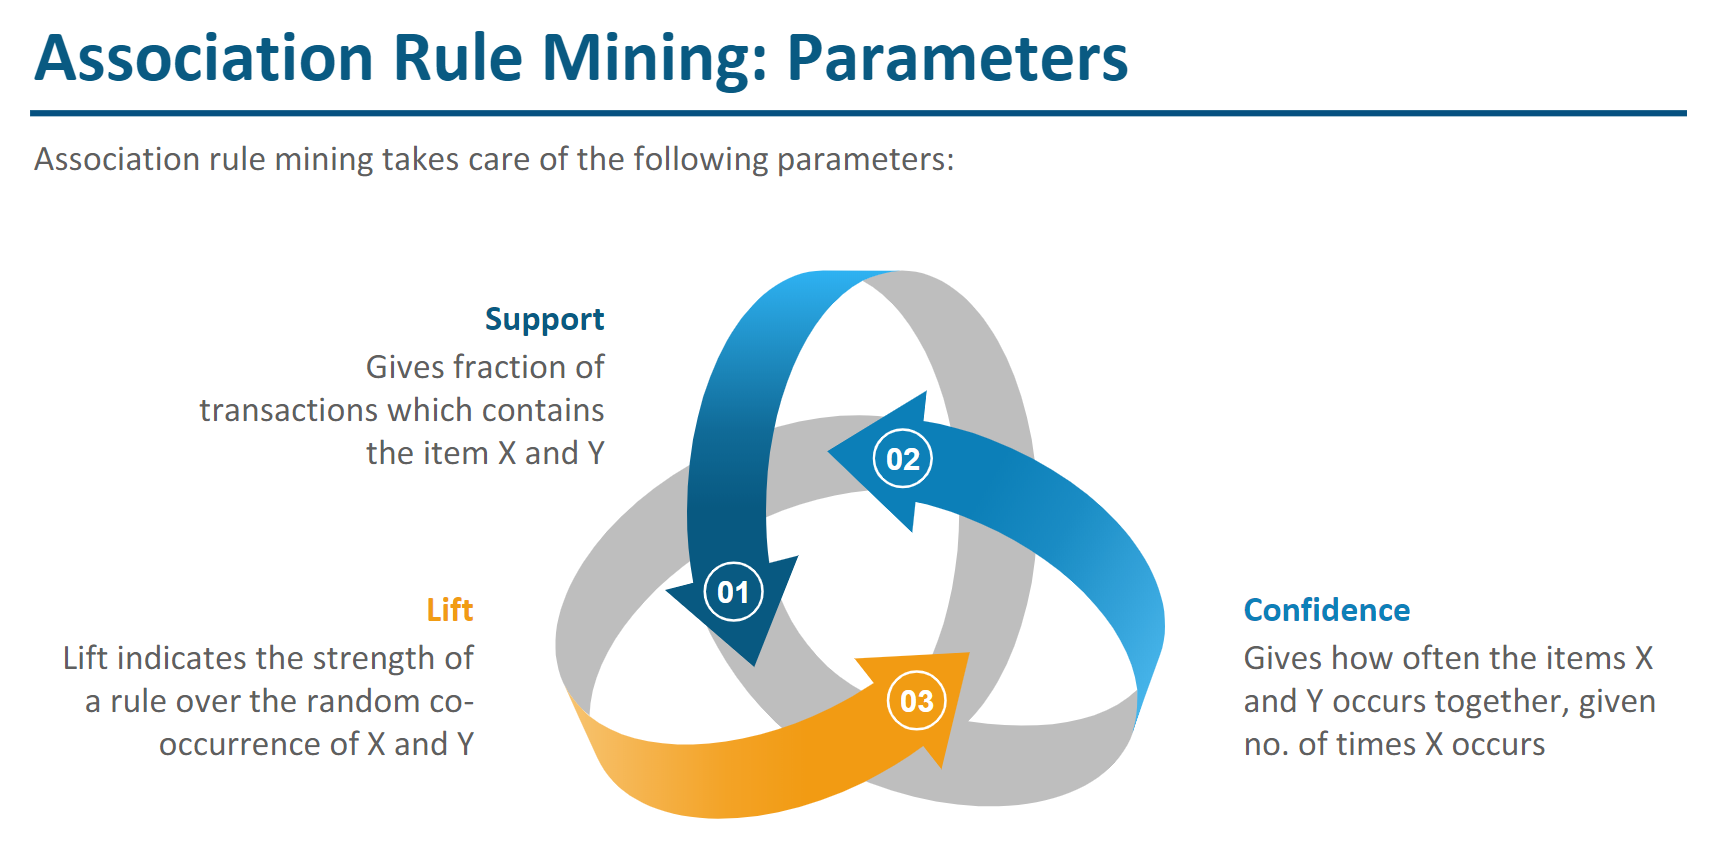 Association Rule Mining: Parameters
Association rule mining takes care of the following parameters:
Support
Gives fraction of
transactions which contains
the item X and Y
02
01
Lift
Lift indicates the strength of
a rule over the random co-
occurrence of X and Y
03
Confidence
Gives how often the items X
and Y occurs together, given
no. of times X occurs